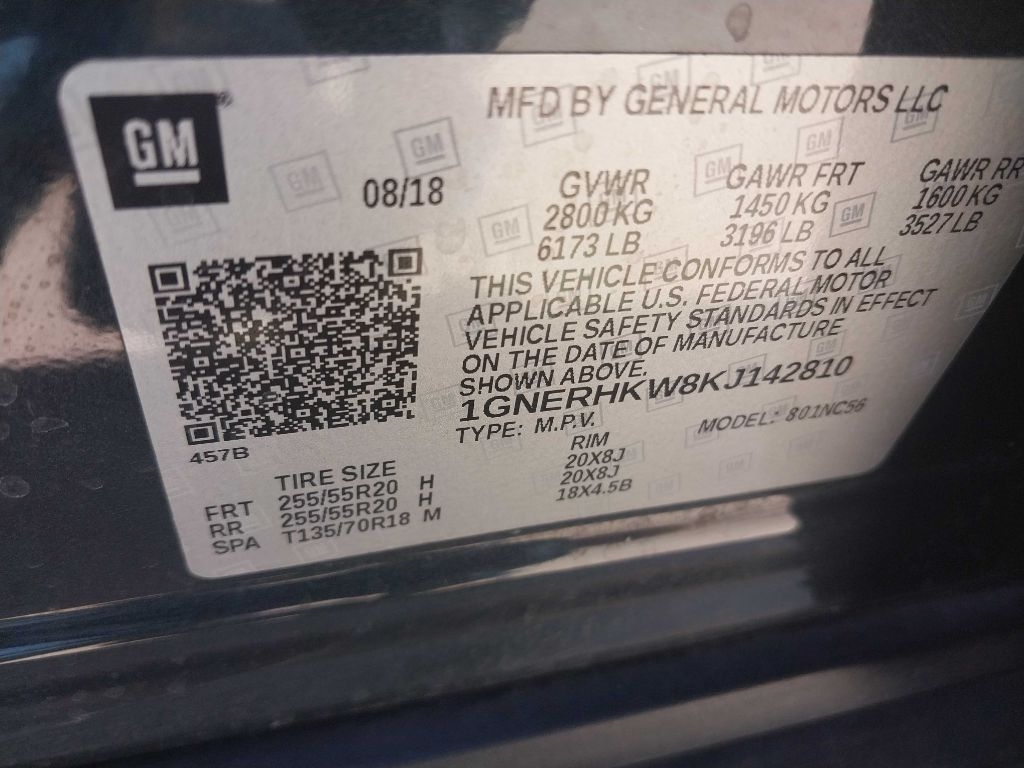 GM
MFD BY GENERAL MOTORS LLC
08/18
GVWR GAWR FRT GAWR RR
2800 KG 1450 KG 1600 KG
6173 LB 3196 LB 3527 LB
THIS VEHICLE CONFORMS TO ALL
APPLICABLE U.S. FEDERAL MOTOR
VEHICLE SAFETY STANDARDS IN EFFECT
ON THE DATE OF MANUFACTURE
SHOWN ABOVE.
1GNERHKW8KJ142810
TYPE: M.P.V. MODEL: 801NC56
457B
TIRE SIZE RIM
FRT 255/55R20 H 20X8J
RR 255/55R20 H 20X8J
SPA T135/70R18 M 18X4.5B